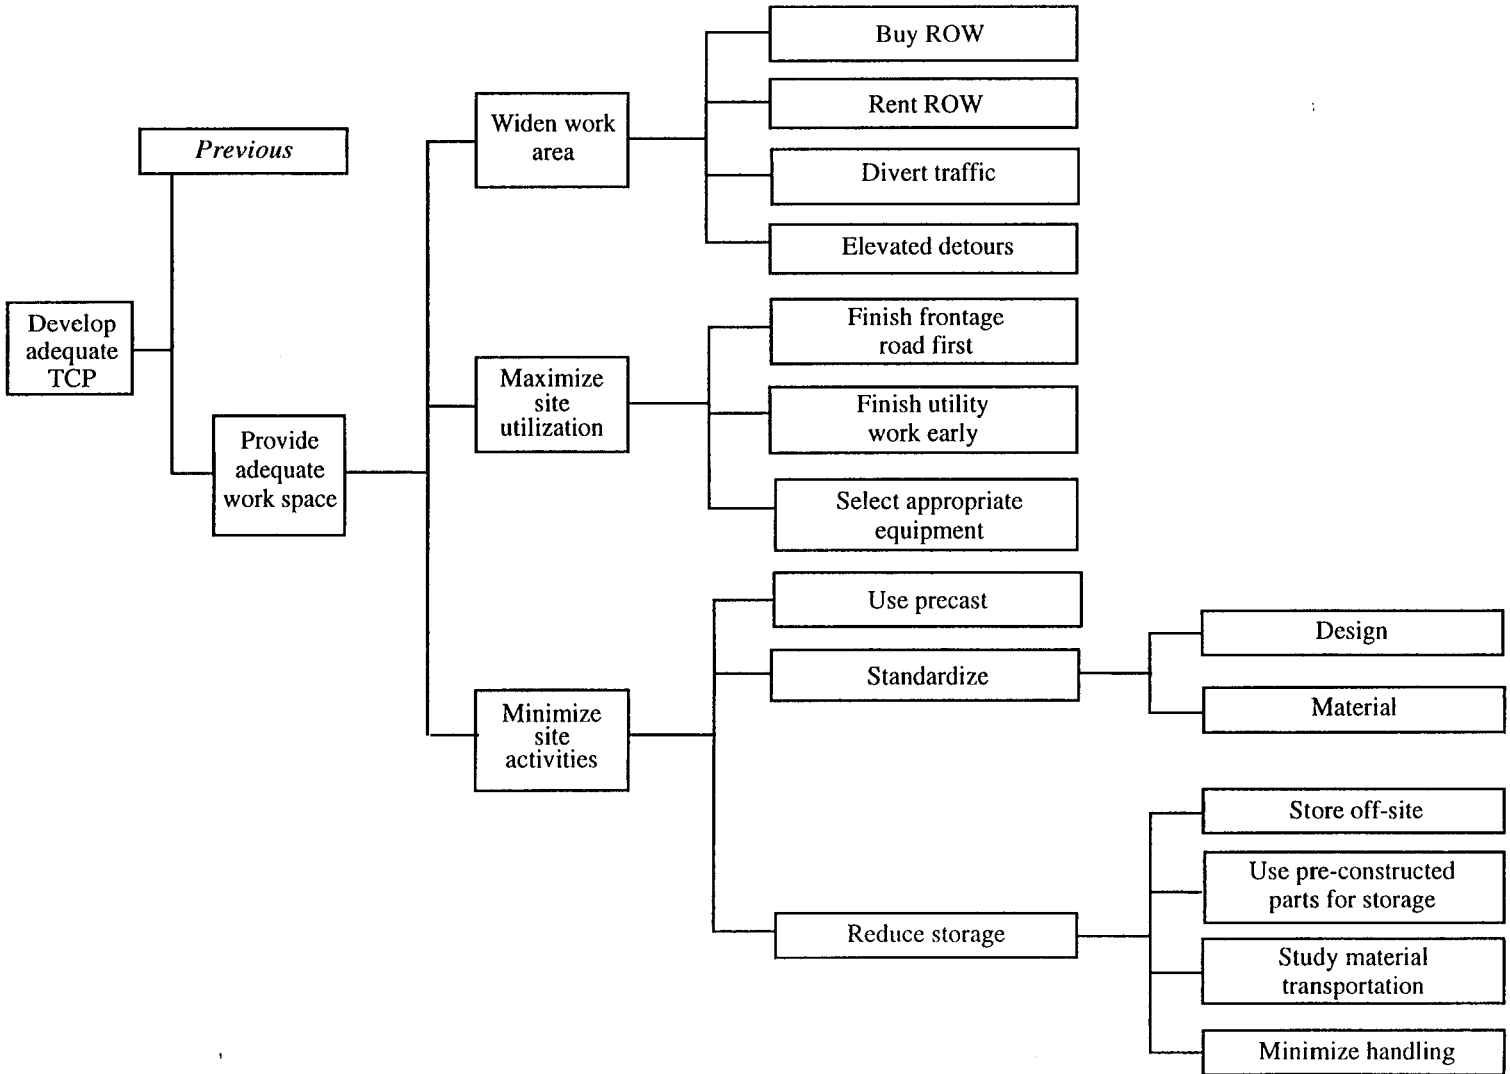 Buy ROW
Rent ROW
Widen work
area
Previous
Divert traffic
Elevated detours
Develop
adequate
TCP
Finish frontage
road first
Maximize
site
utilization
Finish utility
work early
Provide
adequate
work space
Select appropriate
equipment
Use precast
Standardize
Design
Material
Minimize
site
activities
Store off-site
Use pre-constructed
parts for storage
Reduce storage
Study material
transportation
Minimize handling